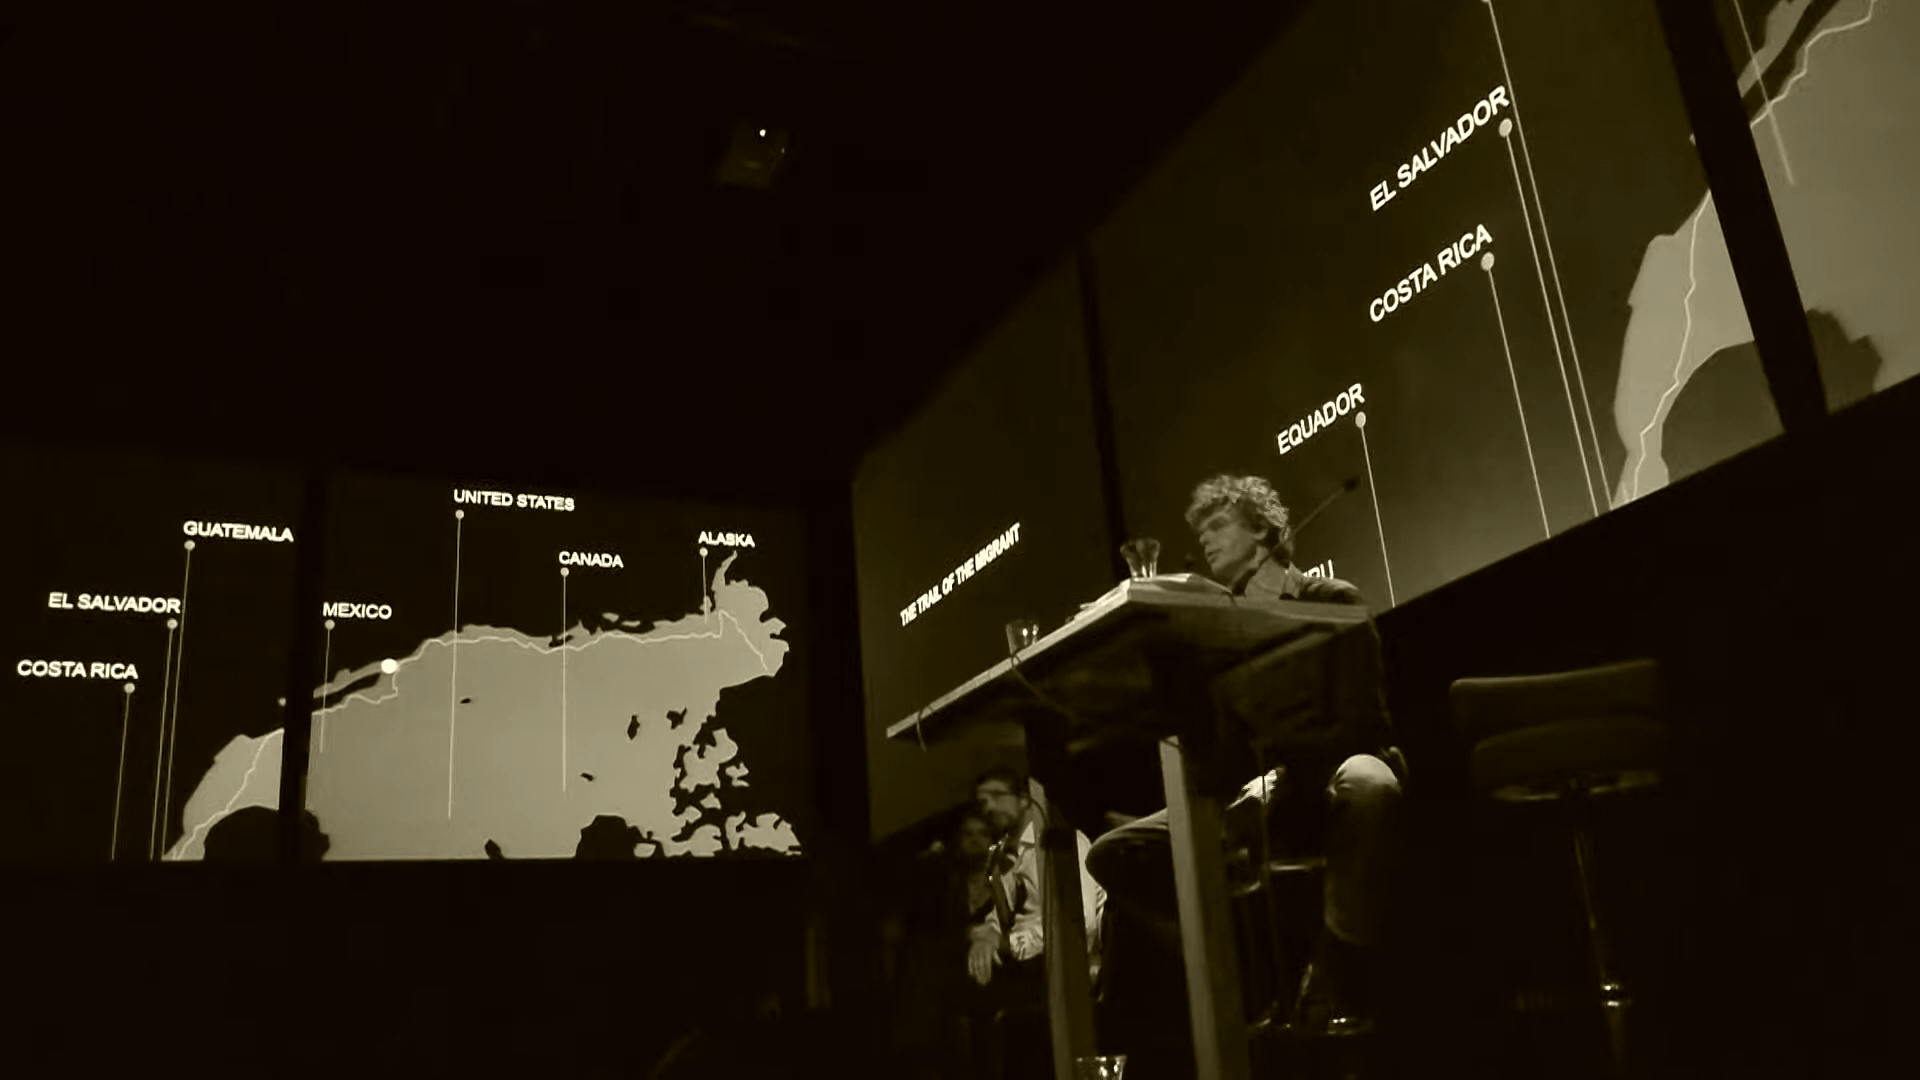 UNITED STATES
GUATEMALA
ALASKA
CANADA
EL SALVADOR
MEXICO
COSTA RICA
THE TRAIL OF THE MIGRANT
EL SALVADOR
COSTA RICA
EQUADOR